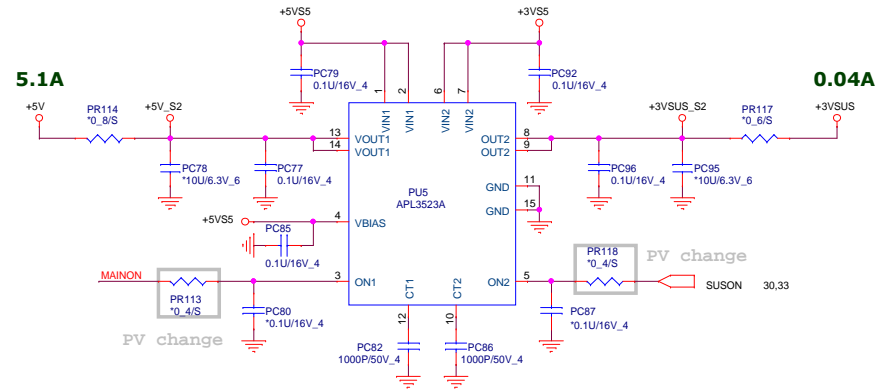 +5VS5
+3VS5
5.1A
0.04A
PC79
0.1U/16V_4
PC92
0.1U/16V_4
1
2
6
7
+5V
PR114
*0_8/S
+5V_S2
VIN1
VIN1
VIN2
VIN2
+3VSUS_S2
PR117
*0_6/S
+3VSUS
13
14
VOUT1
VOUT1
OUT2
OUT2
8
9
PC78
*10U/6.3V_6
PC77
0.1U/16V_4
PC96
0.1U/16V_4
PC95
*10U/6.3V_6
PU5
APL3523A
GND
11
GND
15
+5VS5
4
VBIAS
PC85
0.1U/16V_4
MAINON
PR113
*0_4/S
PV change
3
ON1
ON2
5
PR118
*0_4/S
PV change
SUSON
30,33
PC80
*0.1U/16V_4
CT1
CT2
PC87
*0.1U/16V_4
12
10
PC82
1000P/50V_4
PC86
1000P/50V_4